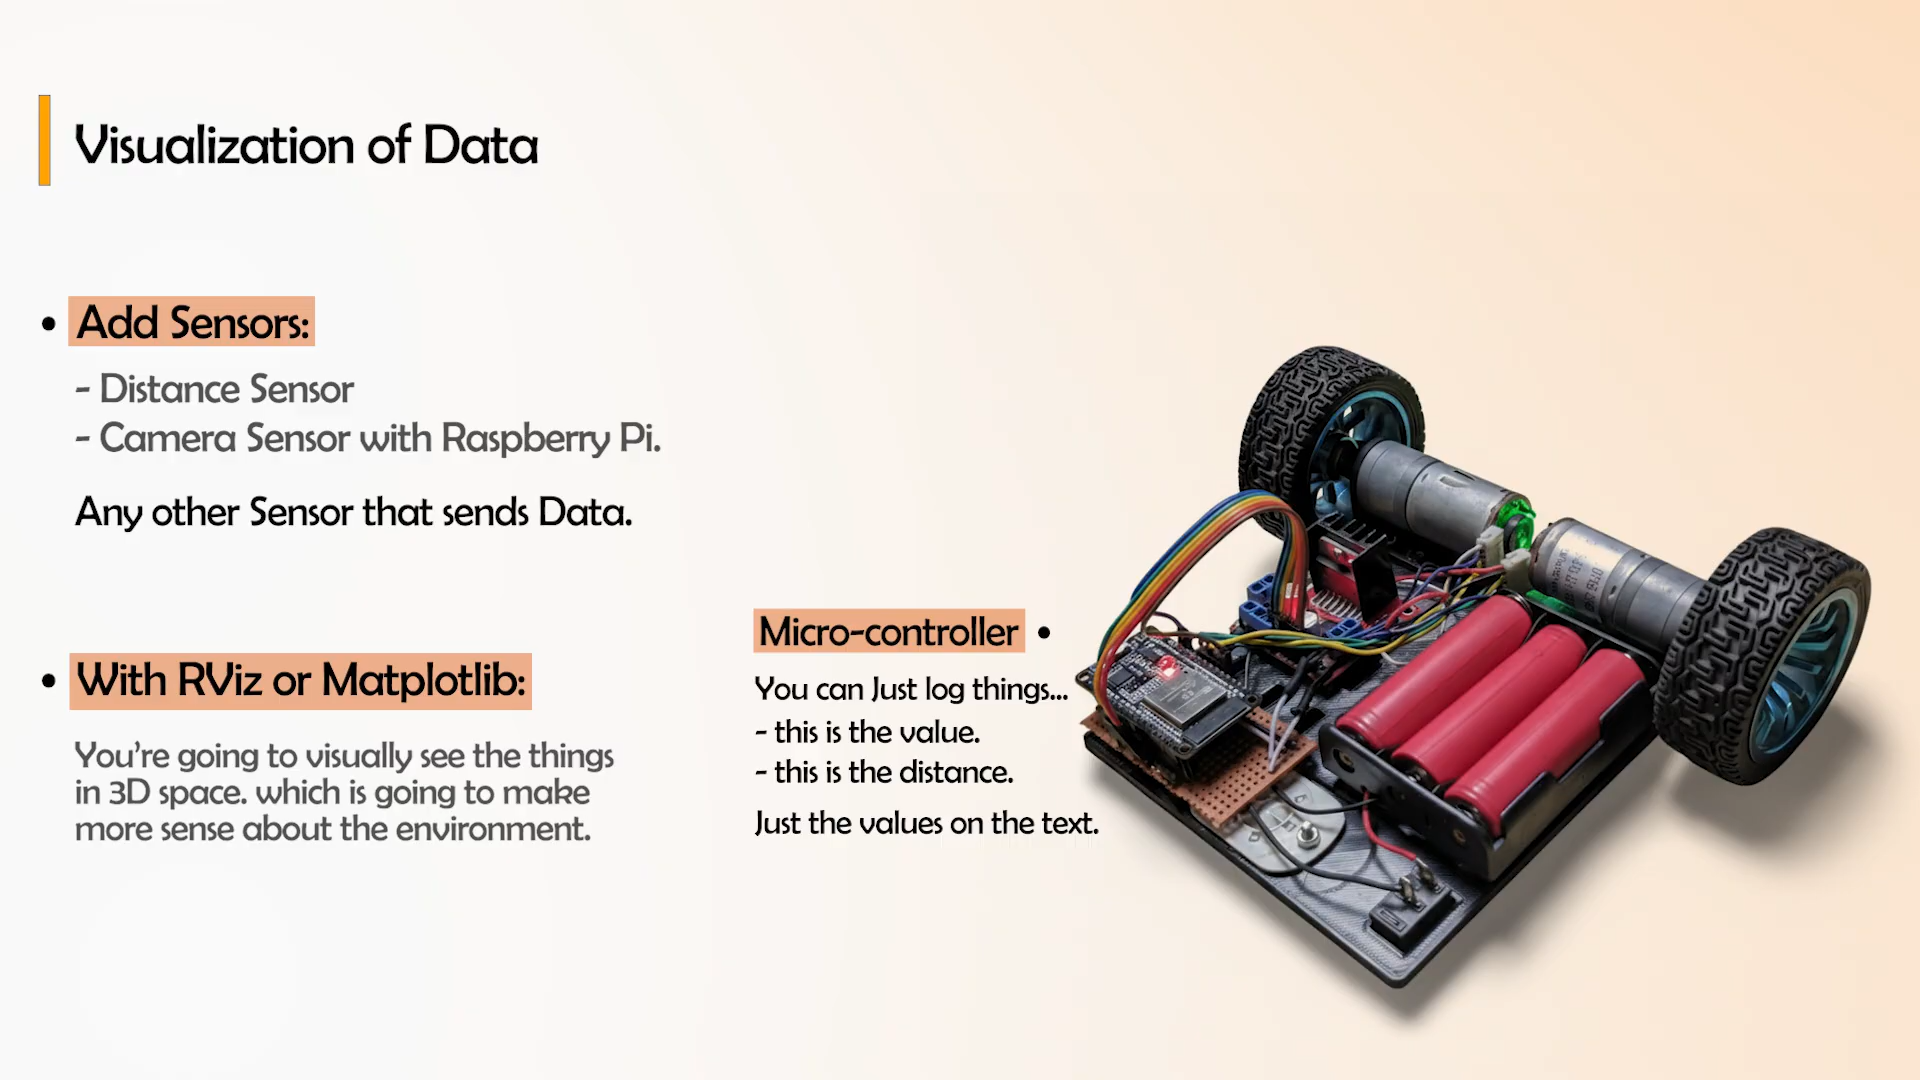 Visualization of Data
• Add Sensors:
- Distance Sensor
- Camera Sensor with Raspberry Pi.
Any other Sensor that sends Data.
• With RViz or Matplotlib:
You're going to visually see the things
in 3D space. which is going to make
more sense about the environment.
Micro-controller •
You can Just log things...
- this is the value.
- this is the distance.
Just the values on the text.